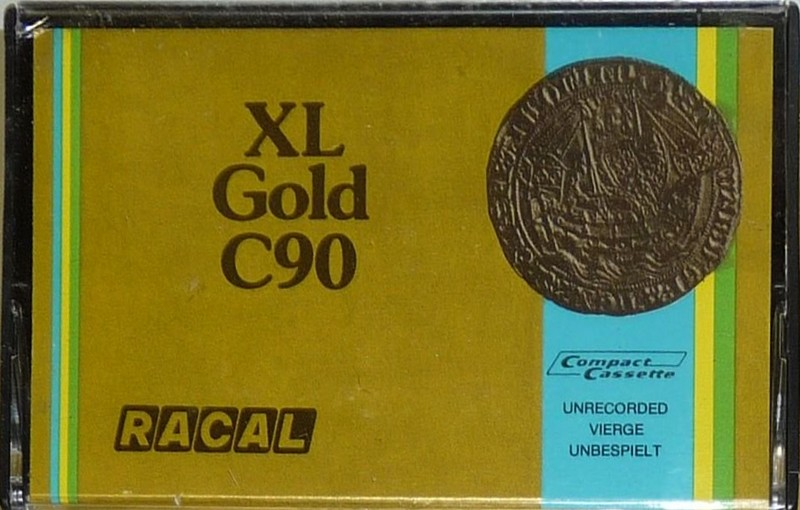 XL
Gold
C90
RACAL
Compact
Cassette
UNRECORDED
VIERGE
UNBESPIELT